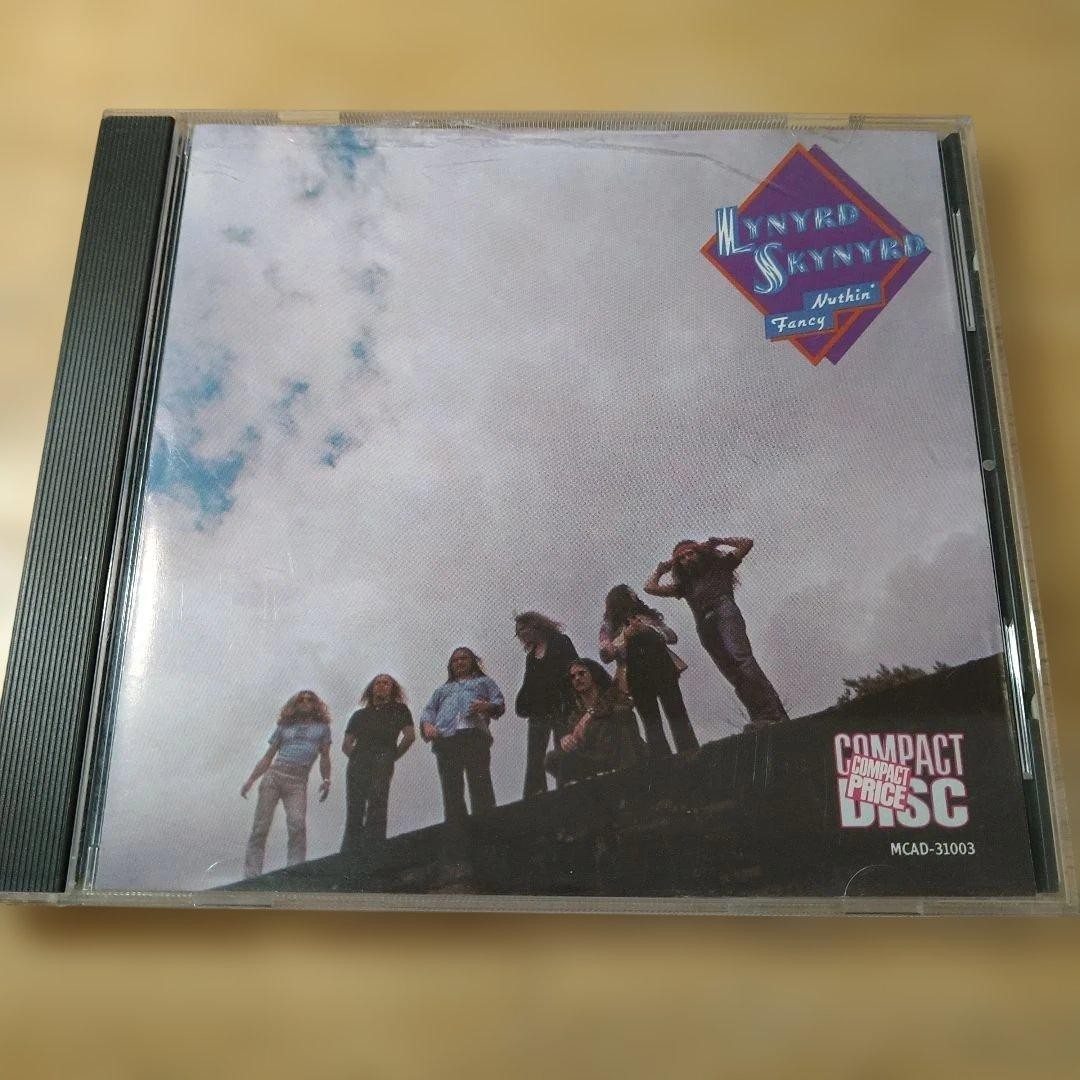 LYNYRD
SKYNYRD
Nuthin'
Fancy
COMPACT
COMPACT
PRICE
DISC
MCAD-31003